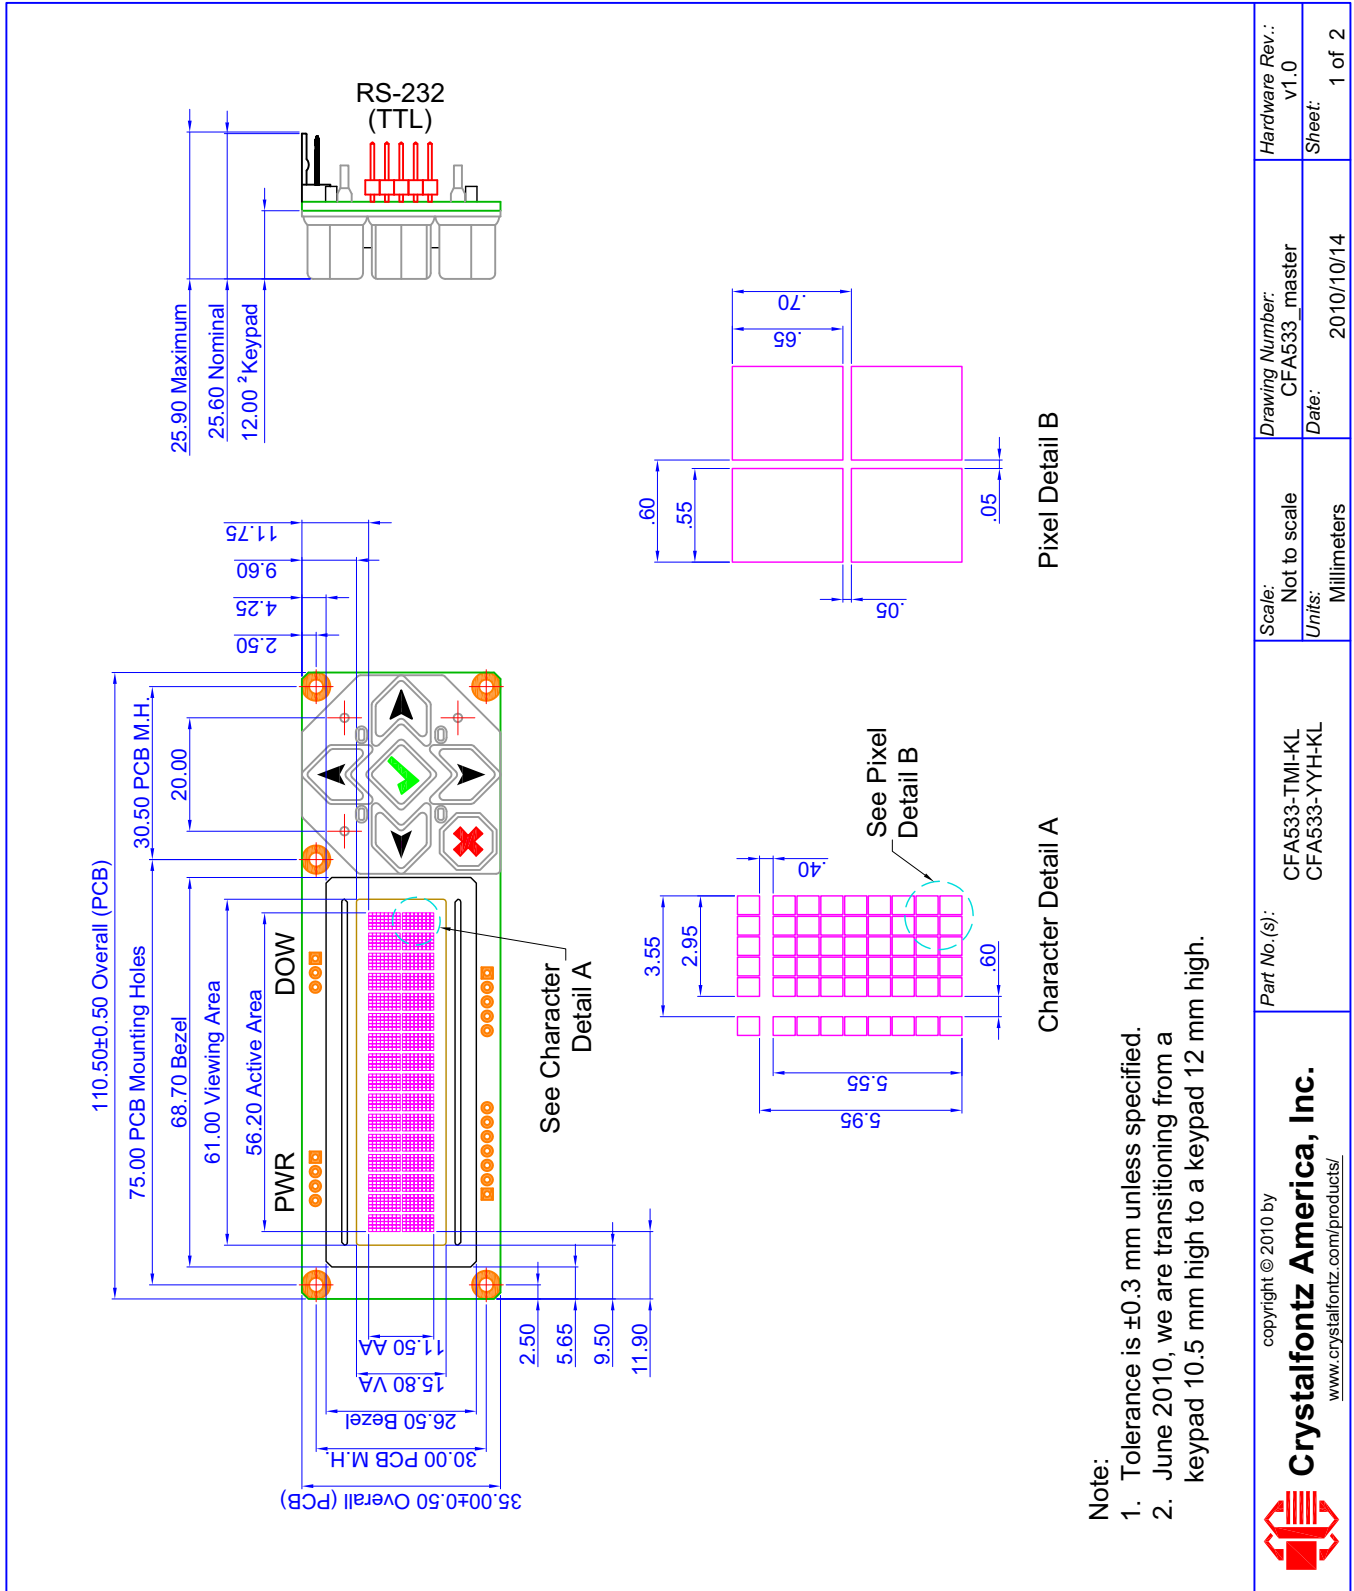 110.50±0.50 Overall (PCB)
75.00 PCB Mounting Holes
30.50 PCB M.H.
68.70 Bezel
20.00
61.00 Viewing Area
56.20 Active Area
PWR
DOW
2.50
4.25
9.60
11.75
35.00±0.50 Overall (PCB)
30.00 PCB M.H.
26.50 Bezel
15.80 VA
11.50 AA
2.50
5.65
9.50
11.90
See Character
Detail A
25.90 Maximum
25.60 Nominal
12.00 ²Keypad
RS-232
(TTL)
3.55
2.95
.40
5.95
5.55
.60
See Pixel
Detail B
Character Detail A
.60
.55
.70
.65
.05
.05
Pixel Detail B
Note:
1. Tolerance is ±0.3 mm unless specified.
2. June 2010, we are transitioning from a
keypad 10.5 mm high to a keypad 12 mm high.
copyright © 2010 by
Crystalfontz America, Inc.
www.crystalfontz.com/products/
Part No.(s):
CFA533-TMI-KL
CFA533-YYH-KL
Scale:
Not to scale
Units:
Millimeters
Drawing Number:
CFA533_master
Date:
2010/10/14
Hardware Rev.:
v1.0
Sheet:
1 of 2